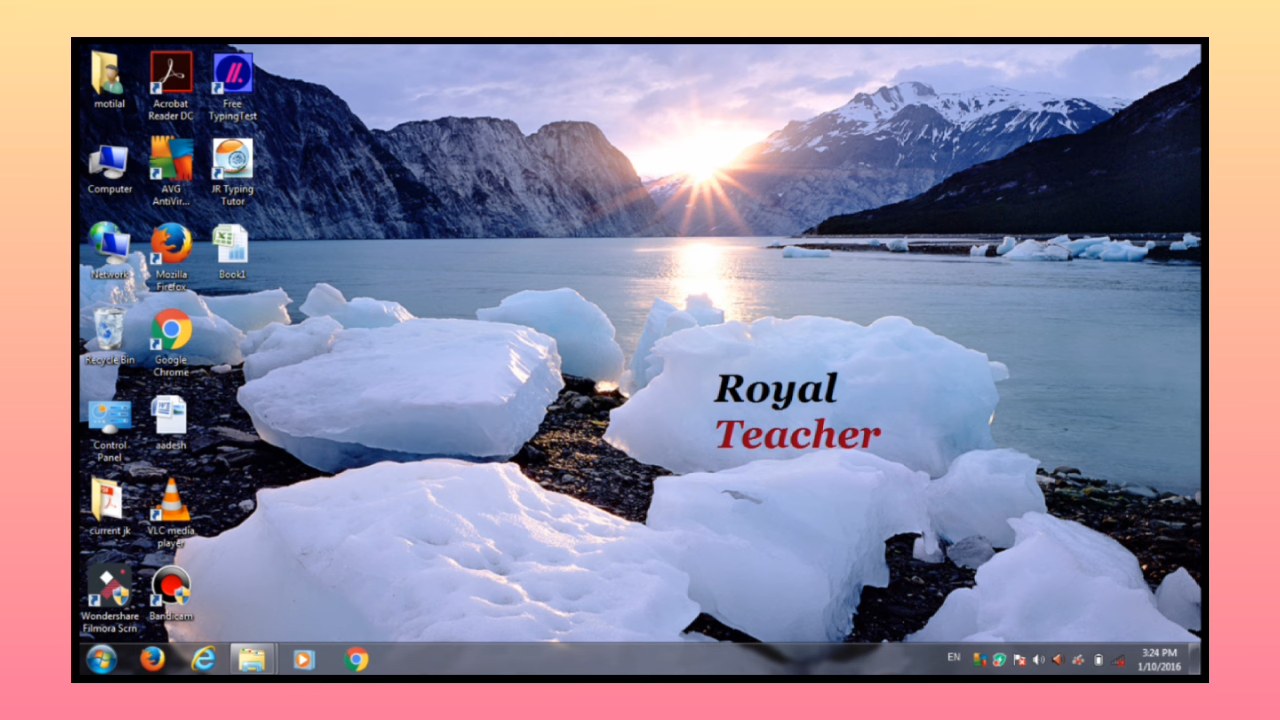 motilal
Acrobat
Reader DC
Free
TypingTest
Computer
AVG
AntiVir...
JR Typing
Tutor
Network
Mozilla
Firefox
Book1
Recycle Bin
Google
Chrome
Royal
Teacher
Control
Panel
aadesh
current jk
VLC media
player
Wondershare
Filmora Scrn
Bandicam
EN
3:24 PM
1/10/2016